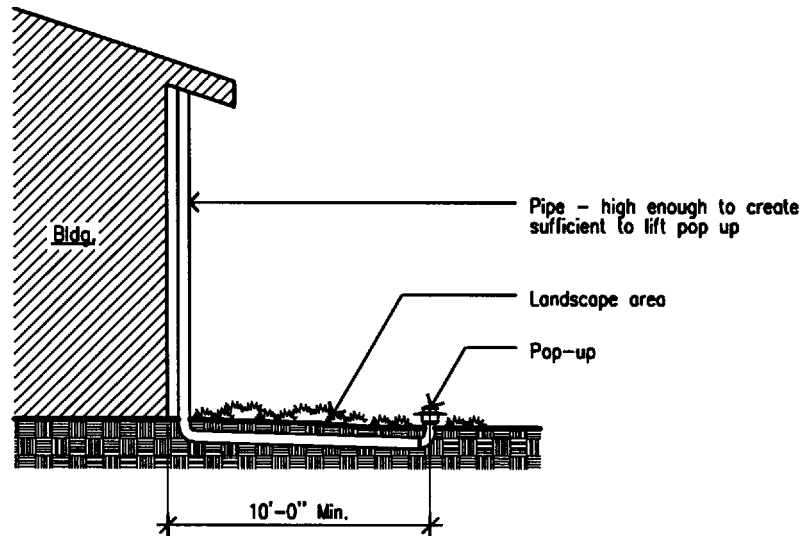 Bldg.
Pipe – high enough to create
sufficient to lift pop up
Landscape area
Pop-up
10'-0" Min.